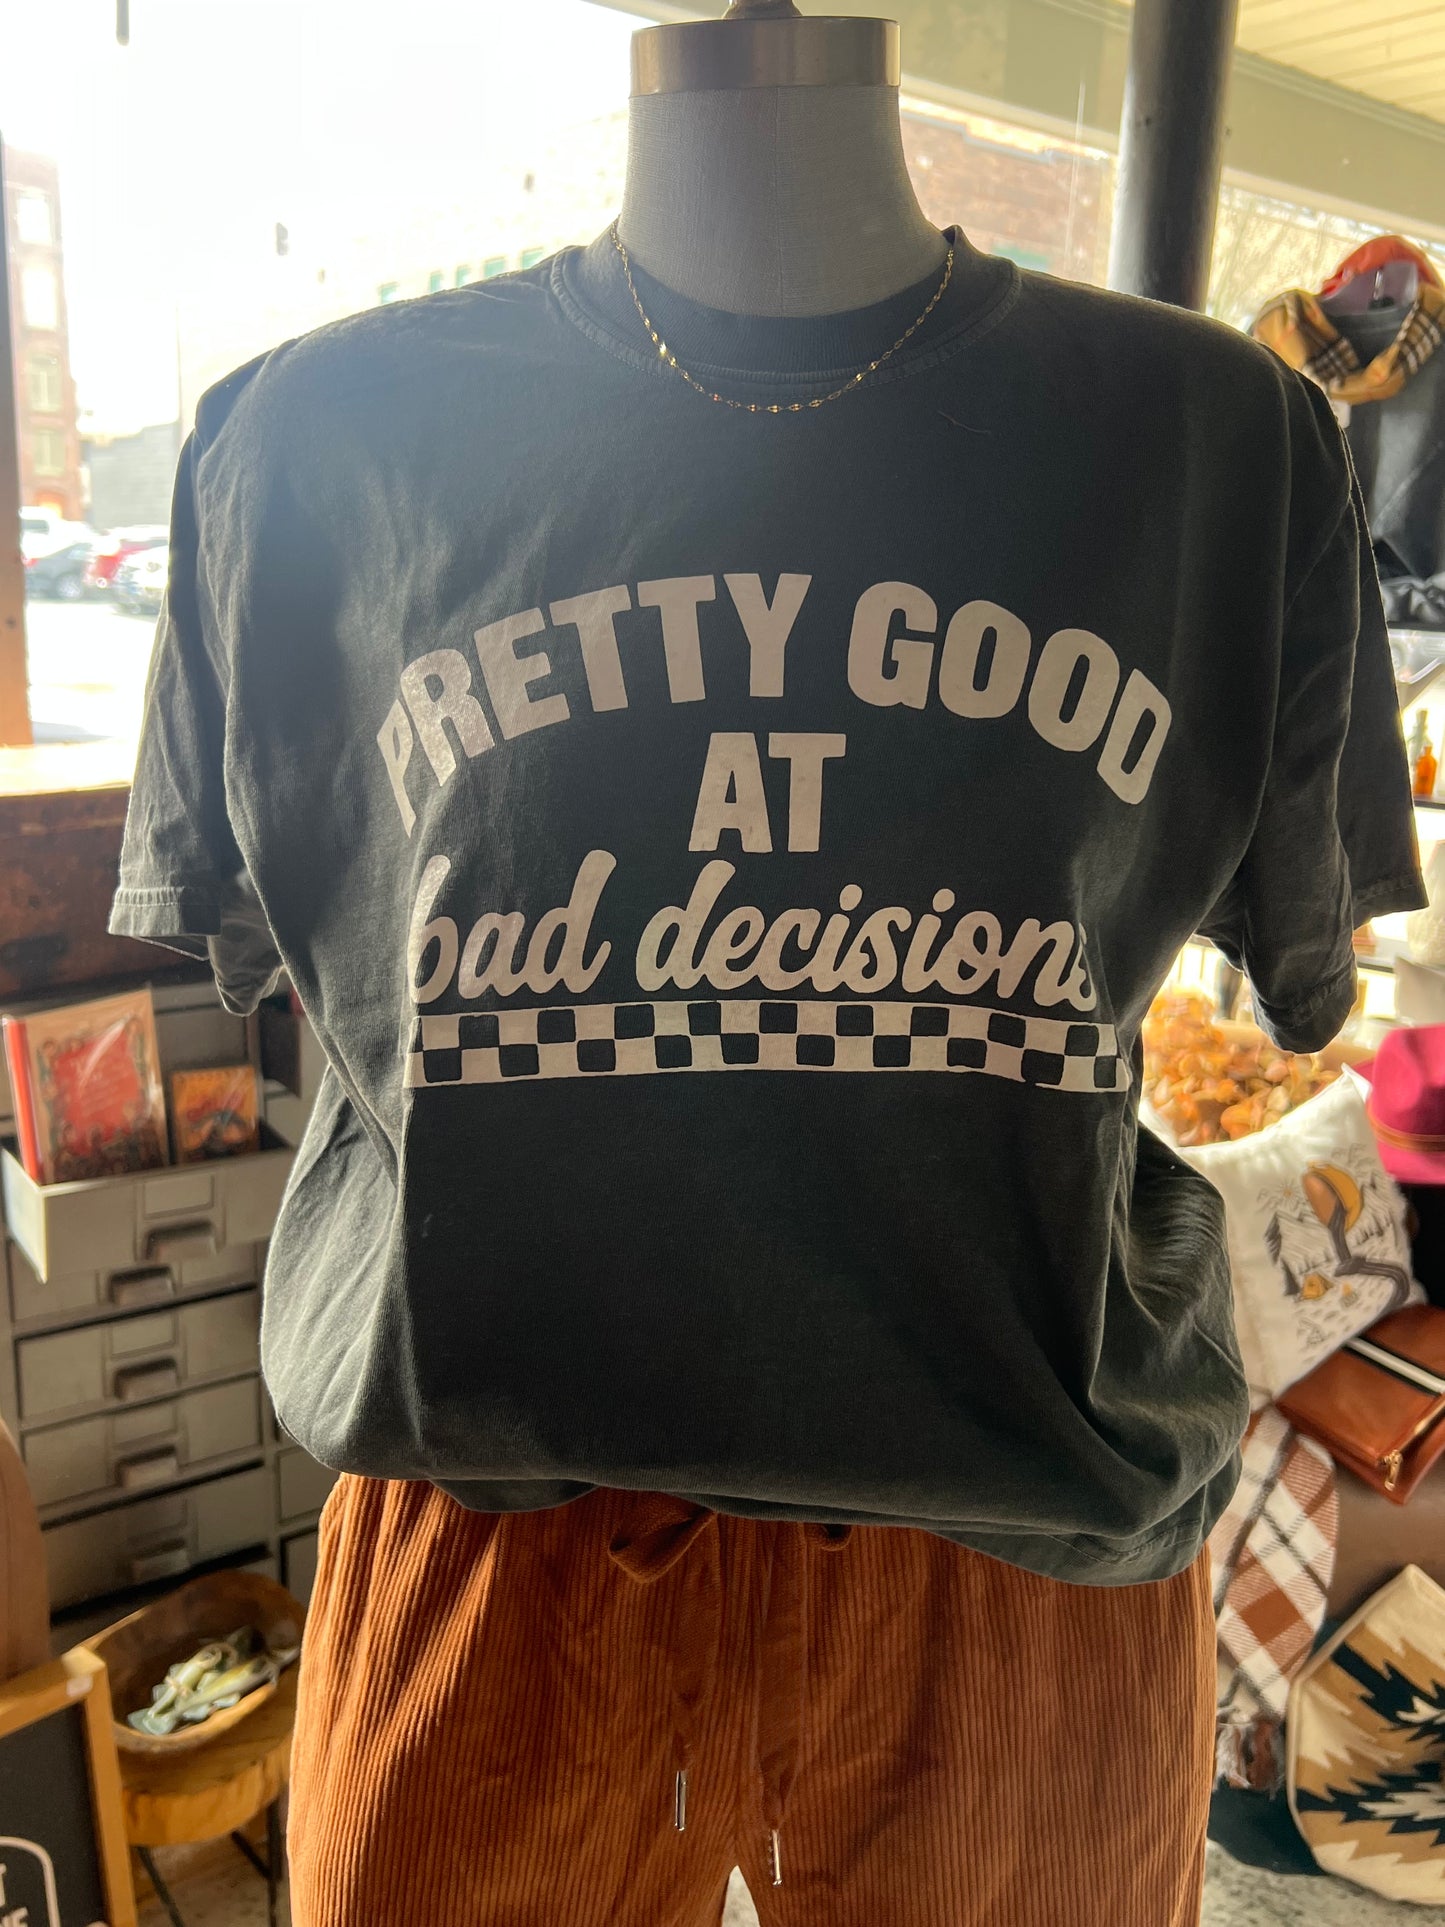 PRETTY GOOD
AT
bad decisions